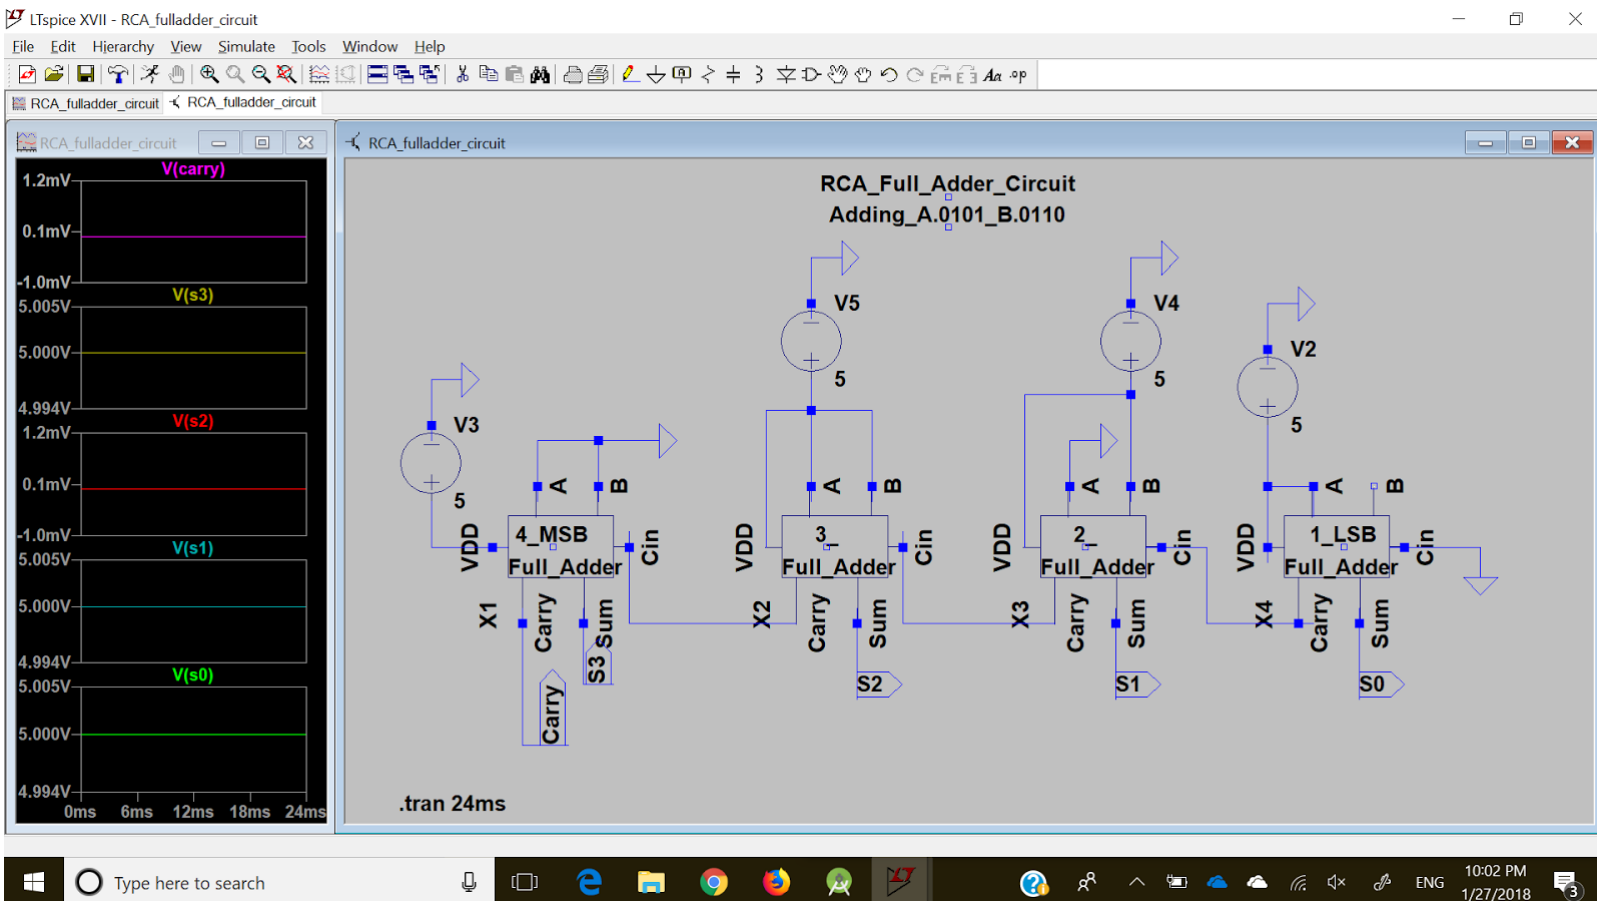 LTspice XVII - RCA_fulladder_circuit
File Edit Hierarchy View Simulate Tools Window Help
RCA_fulladder_circuit RCA_fulladder_circuit
RCA_fulladder_circuit
V(carry)
1.2mV
0.1mV
-1.0mV
V(s3)
5.005V
5.000V
4.994V
V(s2)
1.2mV
0.1mV
-1.0mV
V(s1)
5.005V
5.000V
4.994V
V(s0)
5.005V
5.000V
4.994V
0ms 6ms 12ms 18ms 24ms
RCA_fulladder_circuit
RCA_Full_Adder_Circuit
Adding_A.0101_B.0110
V5
5
V4
5
V2
5
V3
5
A B
VDD
4_MSB
Full_Adder
Cin
X1
Carry
Sum
S3
Carry
A B
VDD
3_
Full_Adder
Cin
X2
Carry
Sum
S2
A B
VDD
2_
Full_Adder
Cin
X3
Carry
Sum
S1
A B
VDD
1_LSB
Full_Adder
Cin
X4
Carry
Sum
S0
.tran 24ms
Type here to search
ENG
10:02 PM
1/27/2018
3